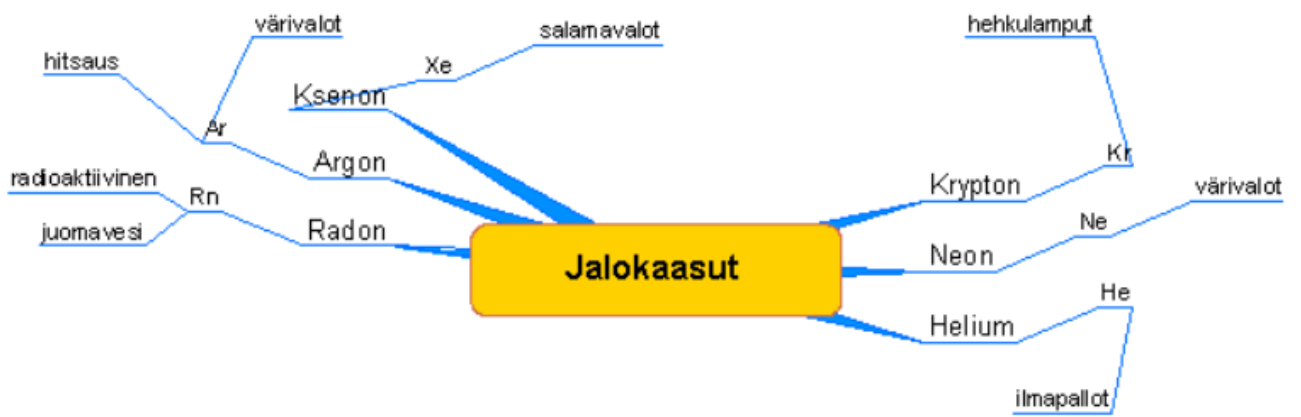 värivalot
salamavalot
hehkulamput
hitsaus
Xe
Ksenon
Ar
Argon
Kr
Krypton
radioaktiivinen
Rn
värivalot
juomavesi
Radon
Ne
Neon
Jalokaasut
He
Helium
ilmapallot